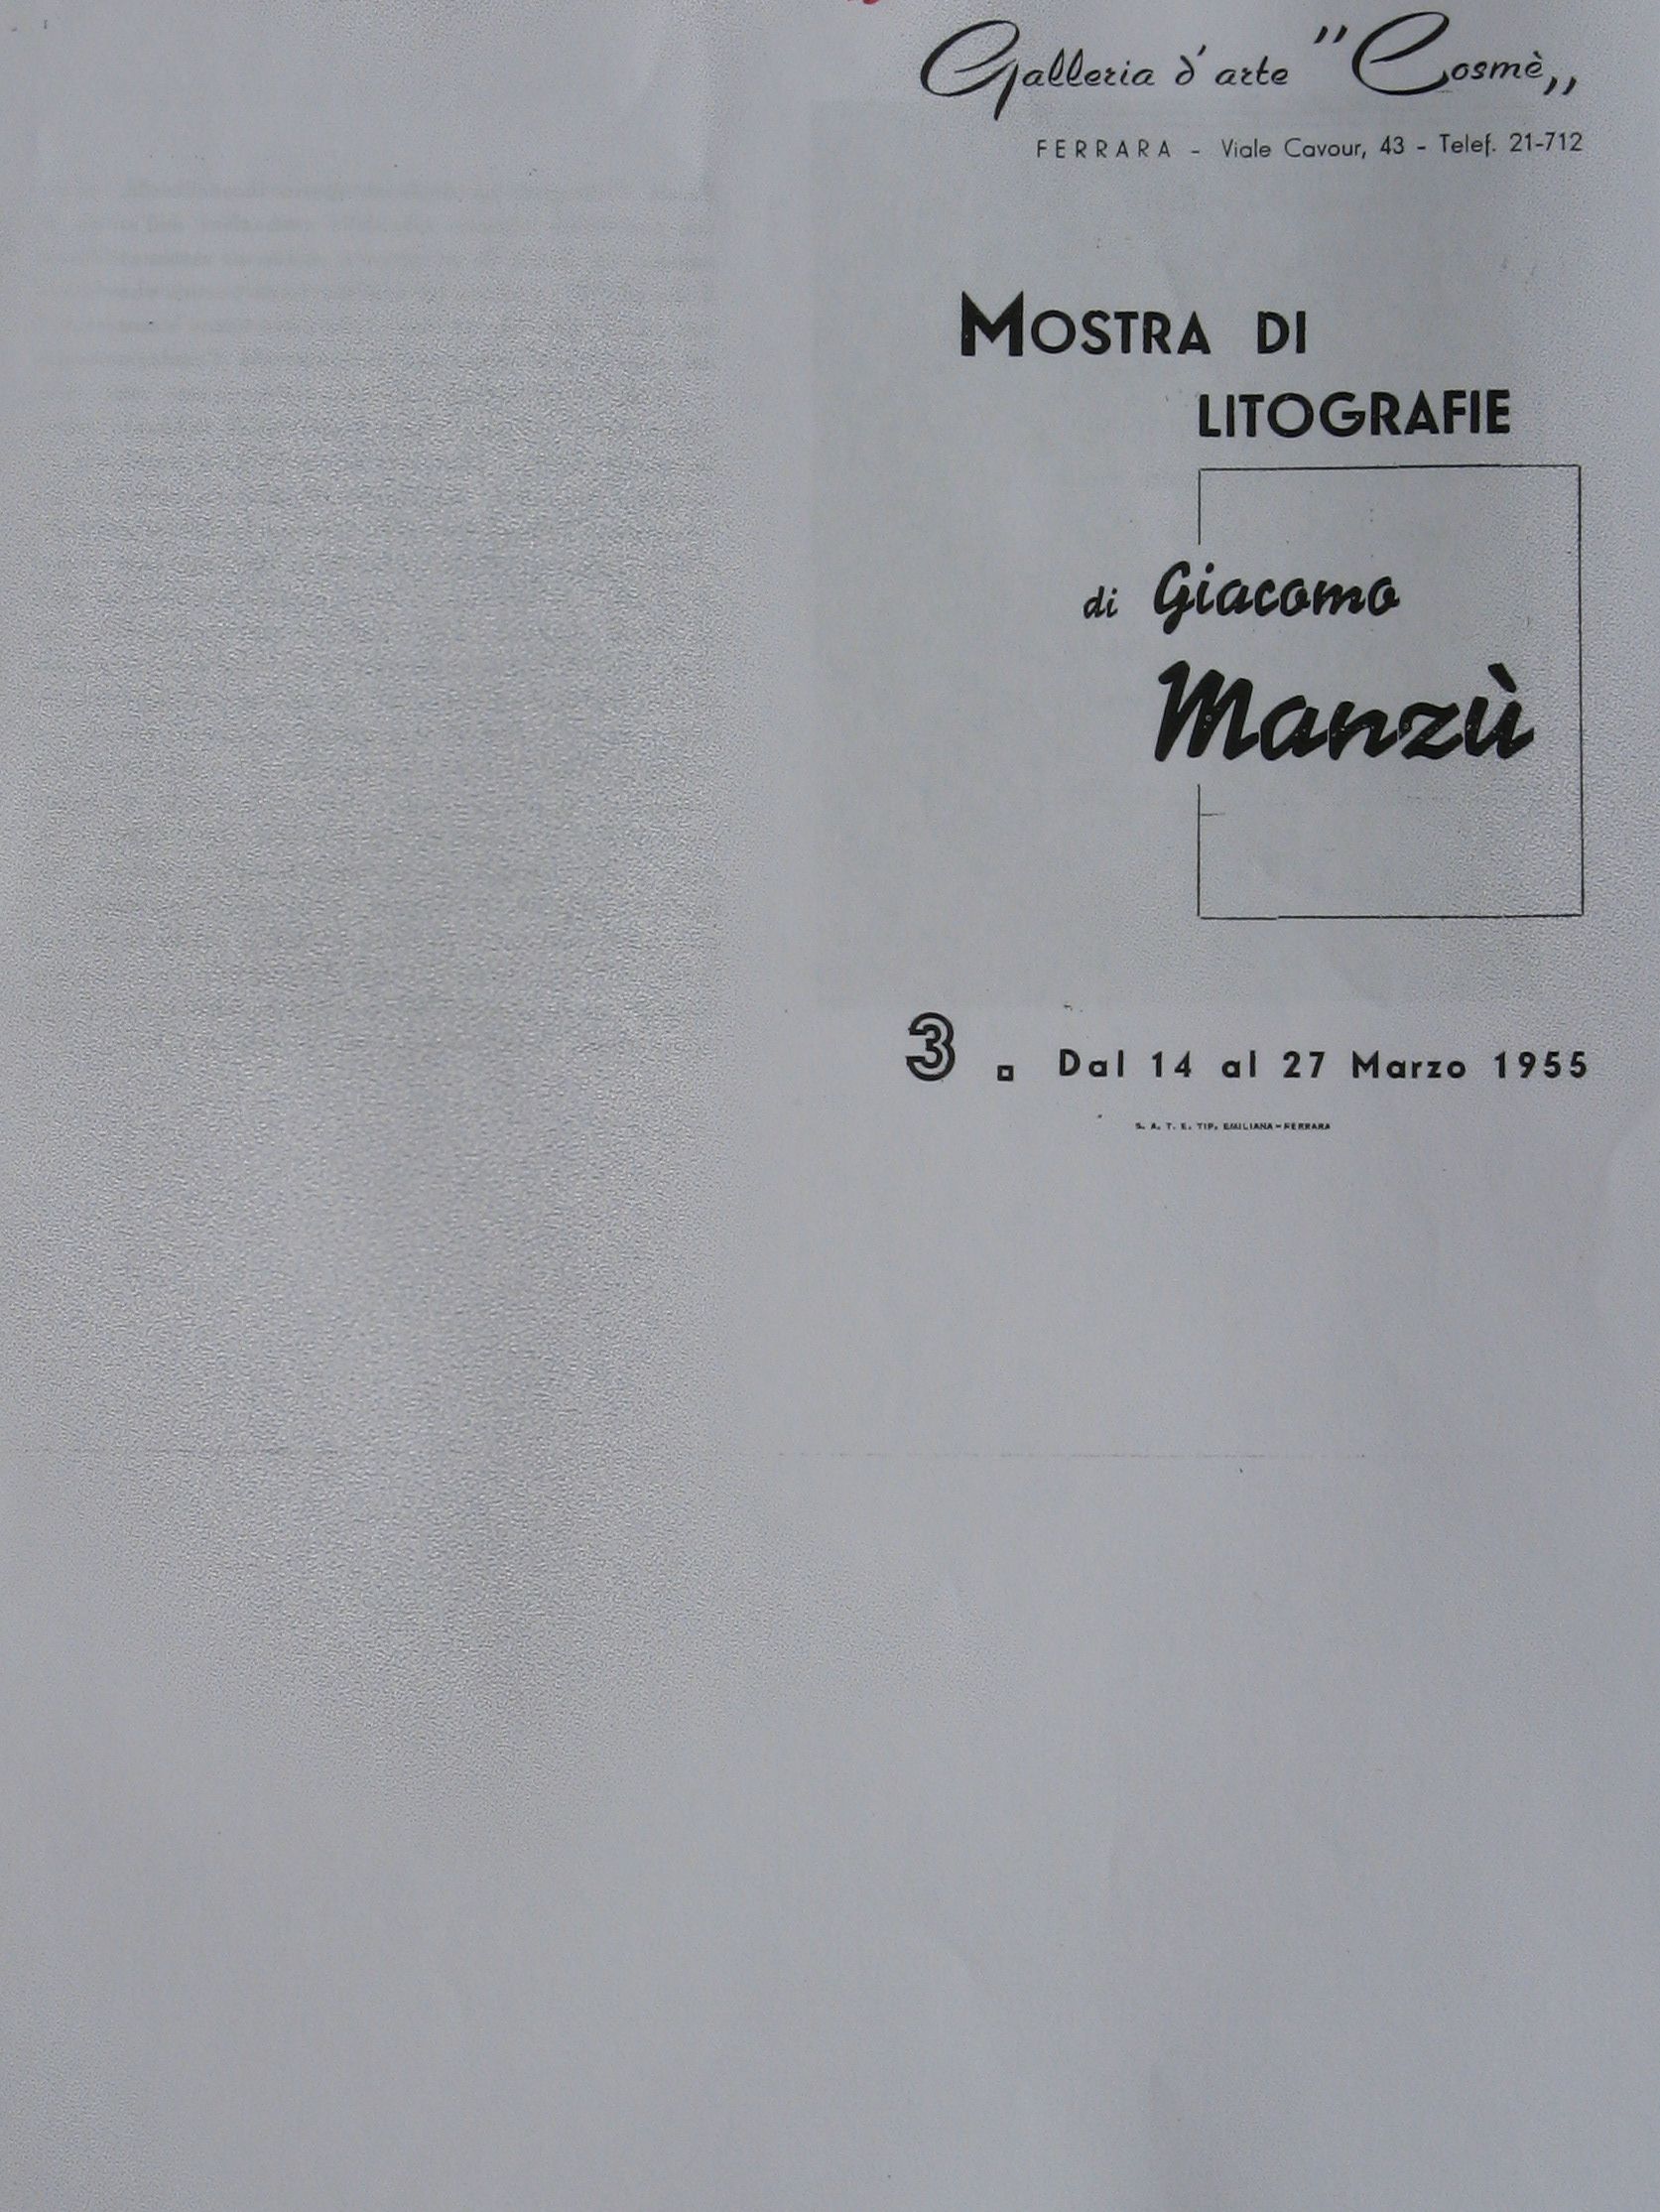 Galleria d'arte "Cosmè„
FERRARA - Viale Cavour, 43 - Telef. 21-712
MOSTRA DI
LITOGRAFIE
di Giacomo
Manzù
3. Dal 14 al 27 Marzo 1955
S. A. T. E. TIP. EMILIANA - FERRARA